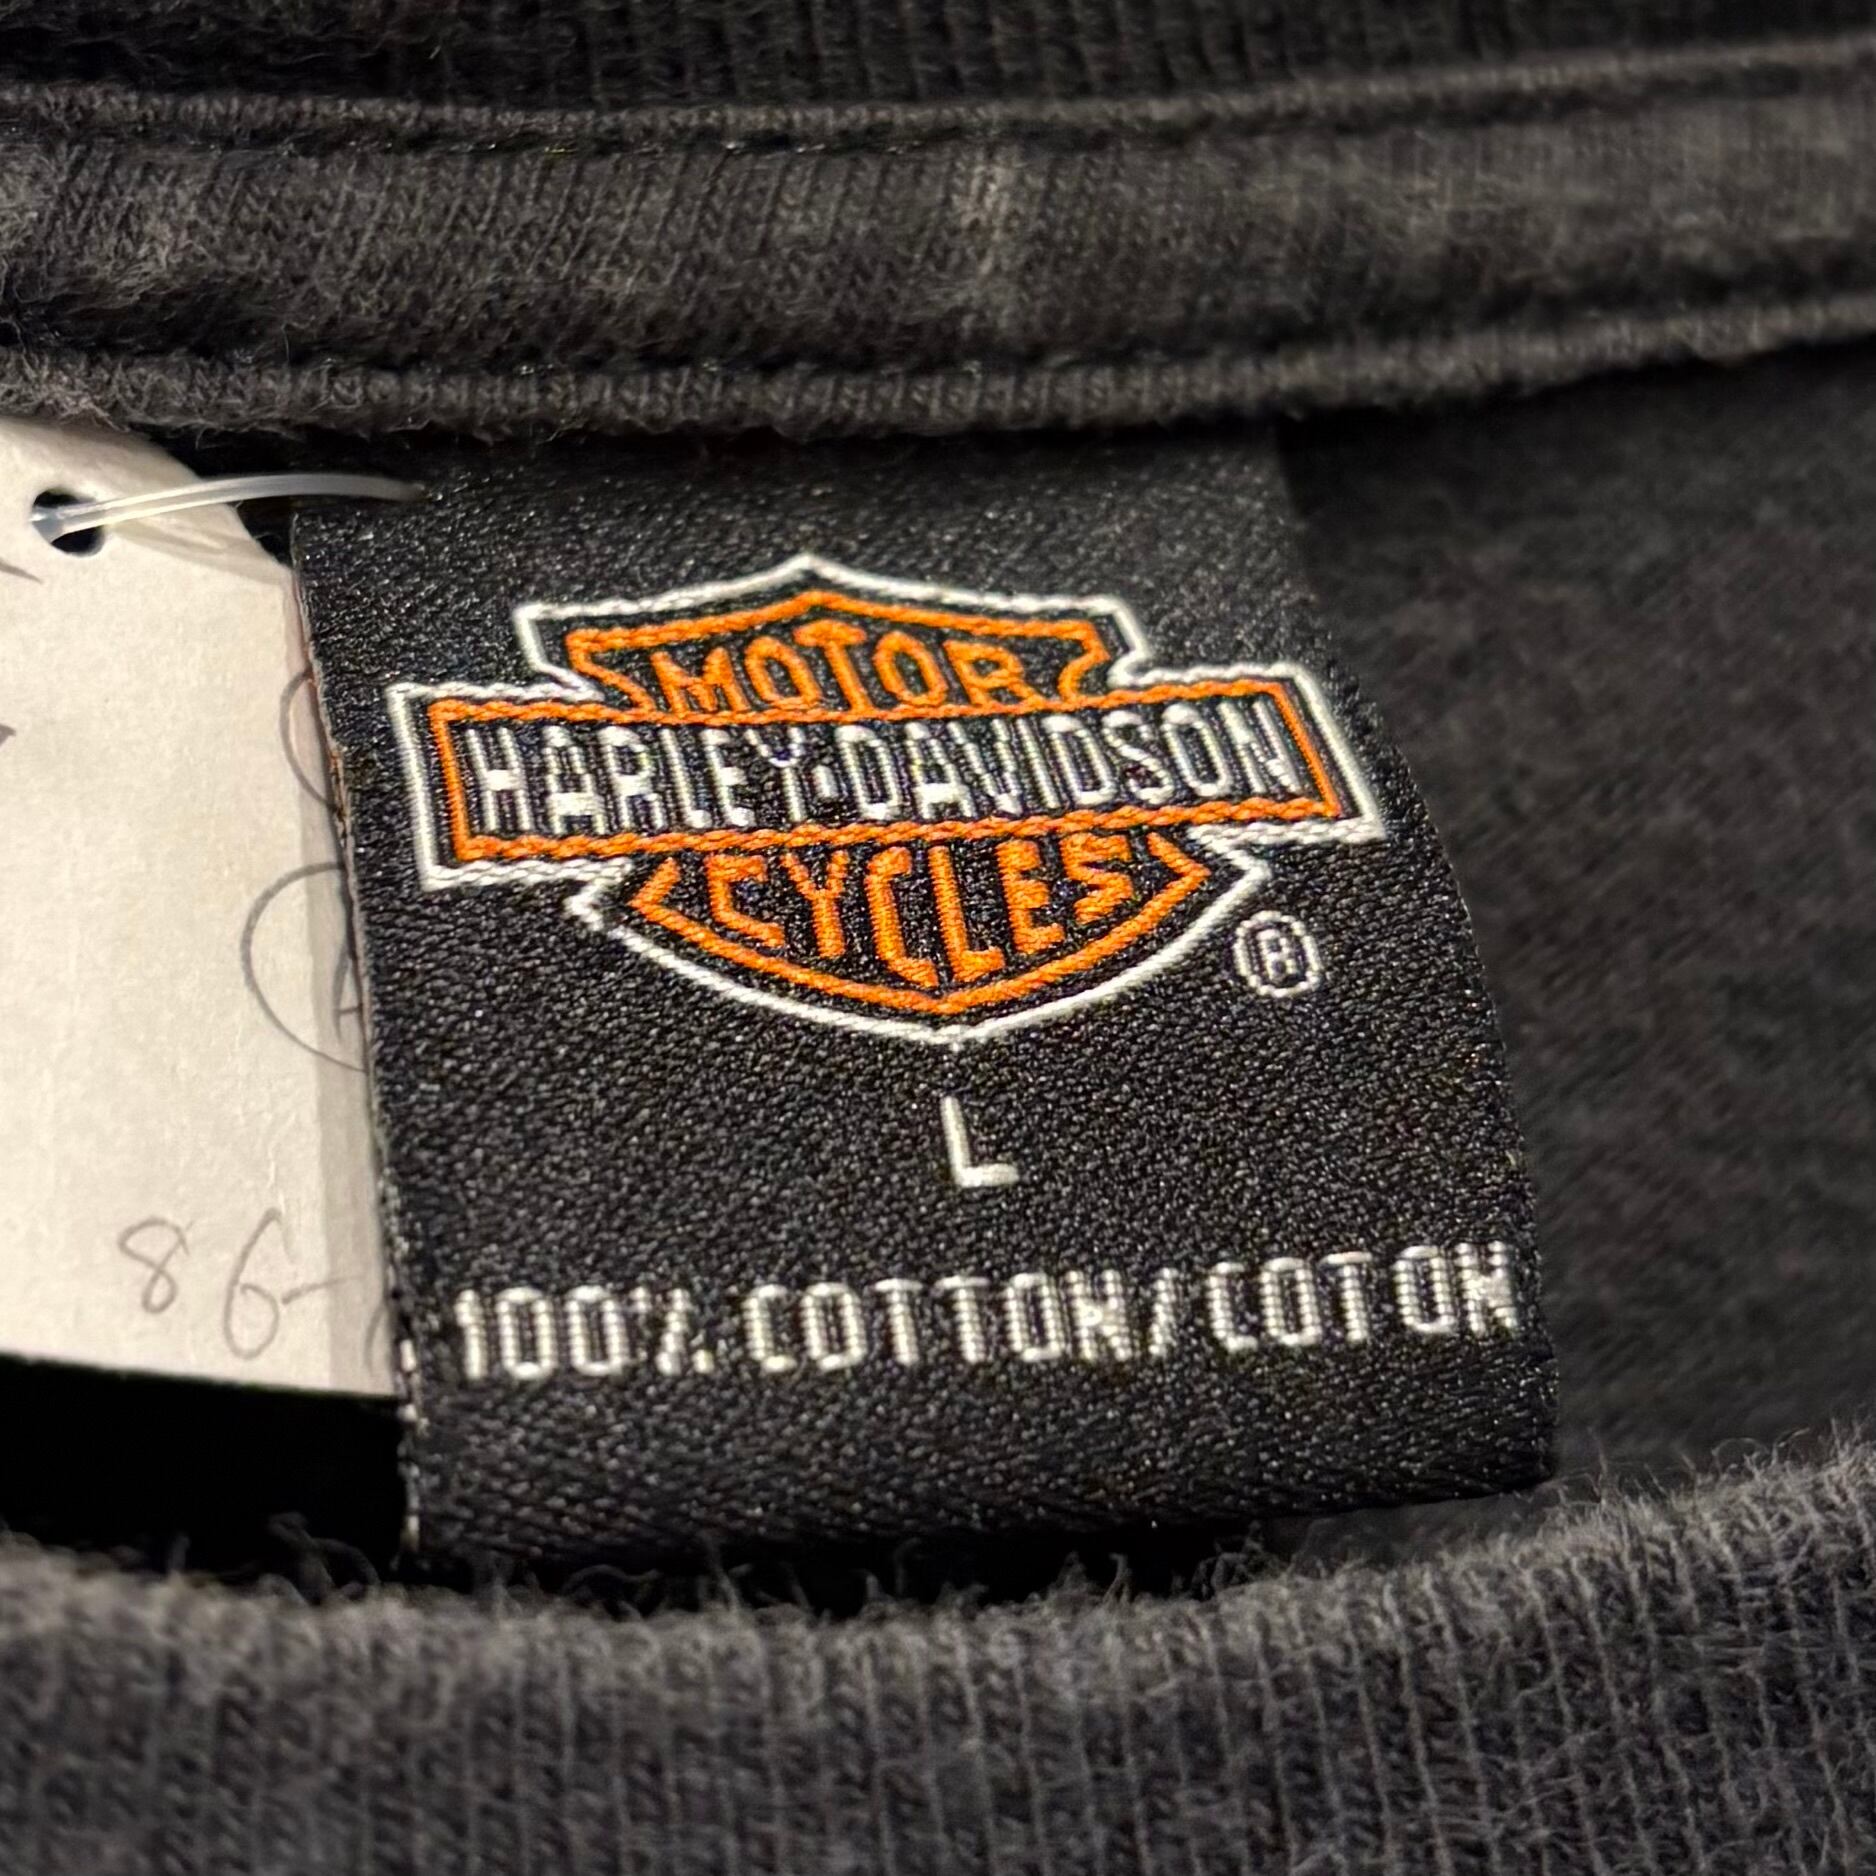 MOTOR
HARLEY-DAVIDSON
CYCLES
®
L
100% COTTON/COTON
86-